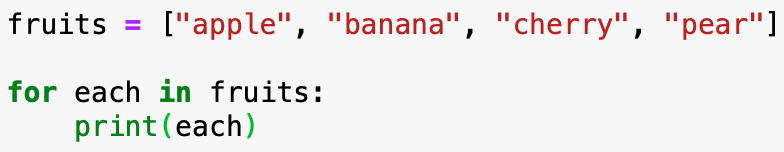 fruits = ["apple", "banana", "cherry", "pear"]
for each in fruits:
    print(each)